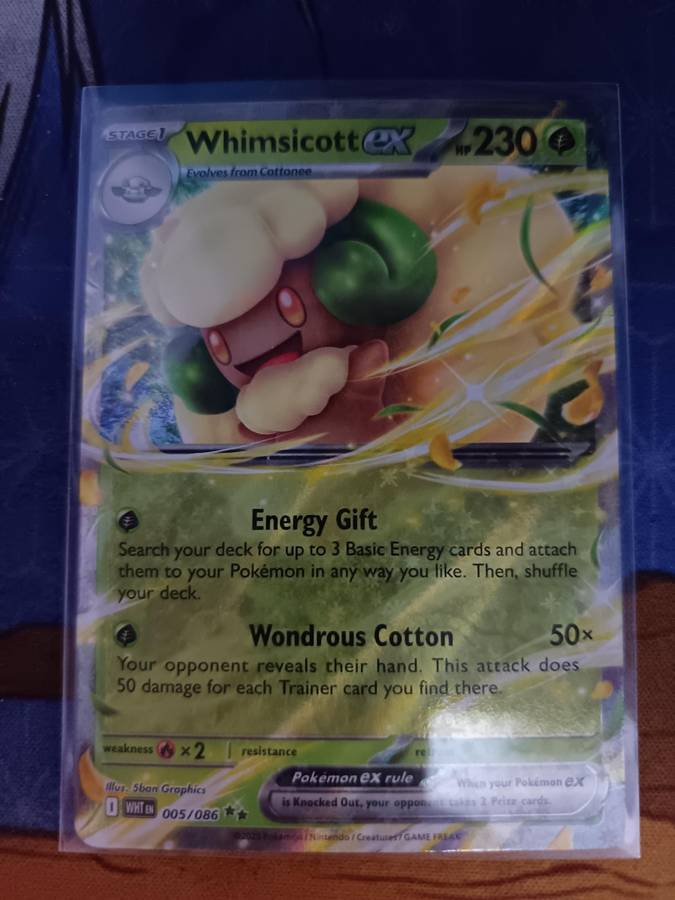 STAGE1 Whimsicott ex HP 230
Evolves from Cottonee
Energy Gift
Search your deck for up to 3 Basic Energy cards and attach
them to your Pokémon in any way you like. Then, shuffle
your deck.
Wondrous Cotton 50×
Your opponent reveals their hand. This attack does
50 damage for each Trainer card you find there.
weakness ×2 resistance
Illus. 5ban Graphics
Pokémon ex rule When your Pokémon ex
is Knocked Out, your opponent takes 2 Prize cards.
I WHT EN 005/086
Pokémon / Nintendo / Creatures / GAME FREAK